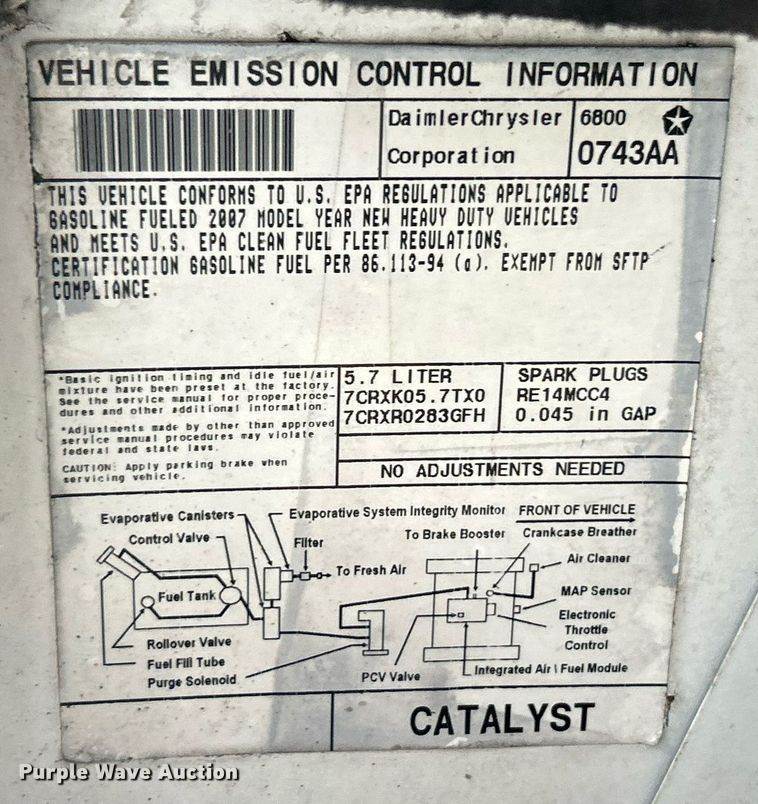 VEHICLE EMISSION CONTROL INFORMATION
DaimlerChrysler
Corporation
6800
0743AA
THIS VEHICLE CONFORMS TO U.S. EPA REGULATIONS APPLICABLE TO
GASOLINE FUELED 2007 MODEL YEAR NEW HEAVY DUTY VEHICLES
AND MEETS U.S. EPA CLEAN FUEL FLEET REGULATIONS.
CERTIFICATION GASOLINE FUEL PER 86.113-94 (a). EXEMPT FROM SFTP
COMPLIANCE.
*Basic ignition timing and idle fuel/air
mixture have been preset at the factory.
See the service manual for proper proce-
dures and other additional information.
*Adjustments made by other than approved
service manual procedures may violate
federal and state laws.
CAUTION: Apply parking brake when
servicing vehicle.
5.7 LITER
7CRXK05.7TX0
7CRXR0283GFH
SPARK PLUGS
RE14MCC4
0.045 in GAP
NO ADJUSTMENTS NEEDED
Evaporative Canisters
Evaporative System Integrity Monitor
FRONT OF VEHICLE
Control Valve
Filter
To Brake Booster
Crankcase Breather
To Fresh Air
Air Cleaner
Fuel Tank
MAP Sensor
Electronic
Throttle
Control
Rollover Valve
Fuel Fill Tube
Purge Solenoid
PCV Valve
Integrated Air \ Fuel Module
CATALYST
Purple Wave Auction